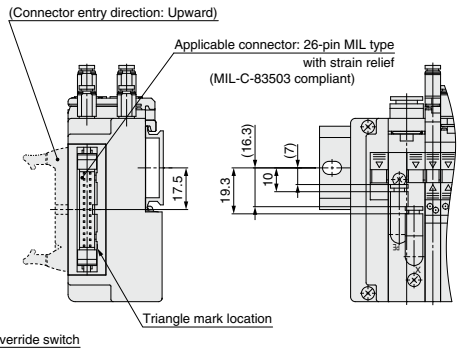 (Connector entry direction: Upward)
Applicable connector: 26-pin MIL type
with strain relief
(MIL-C-83503 compliant)
17.5
(16.3)
19.3
10
(7)
Triangle mark location
verride switch